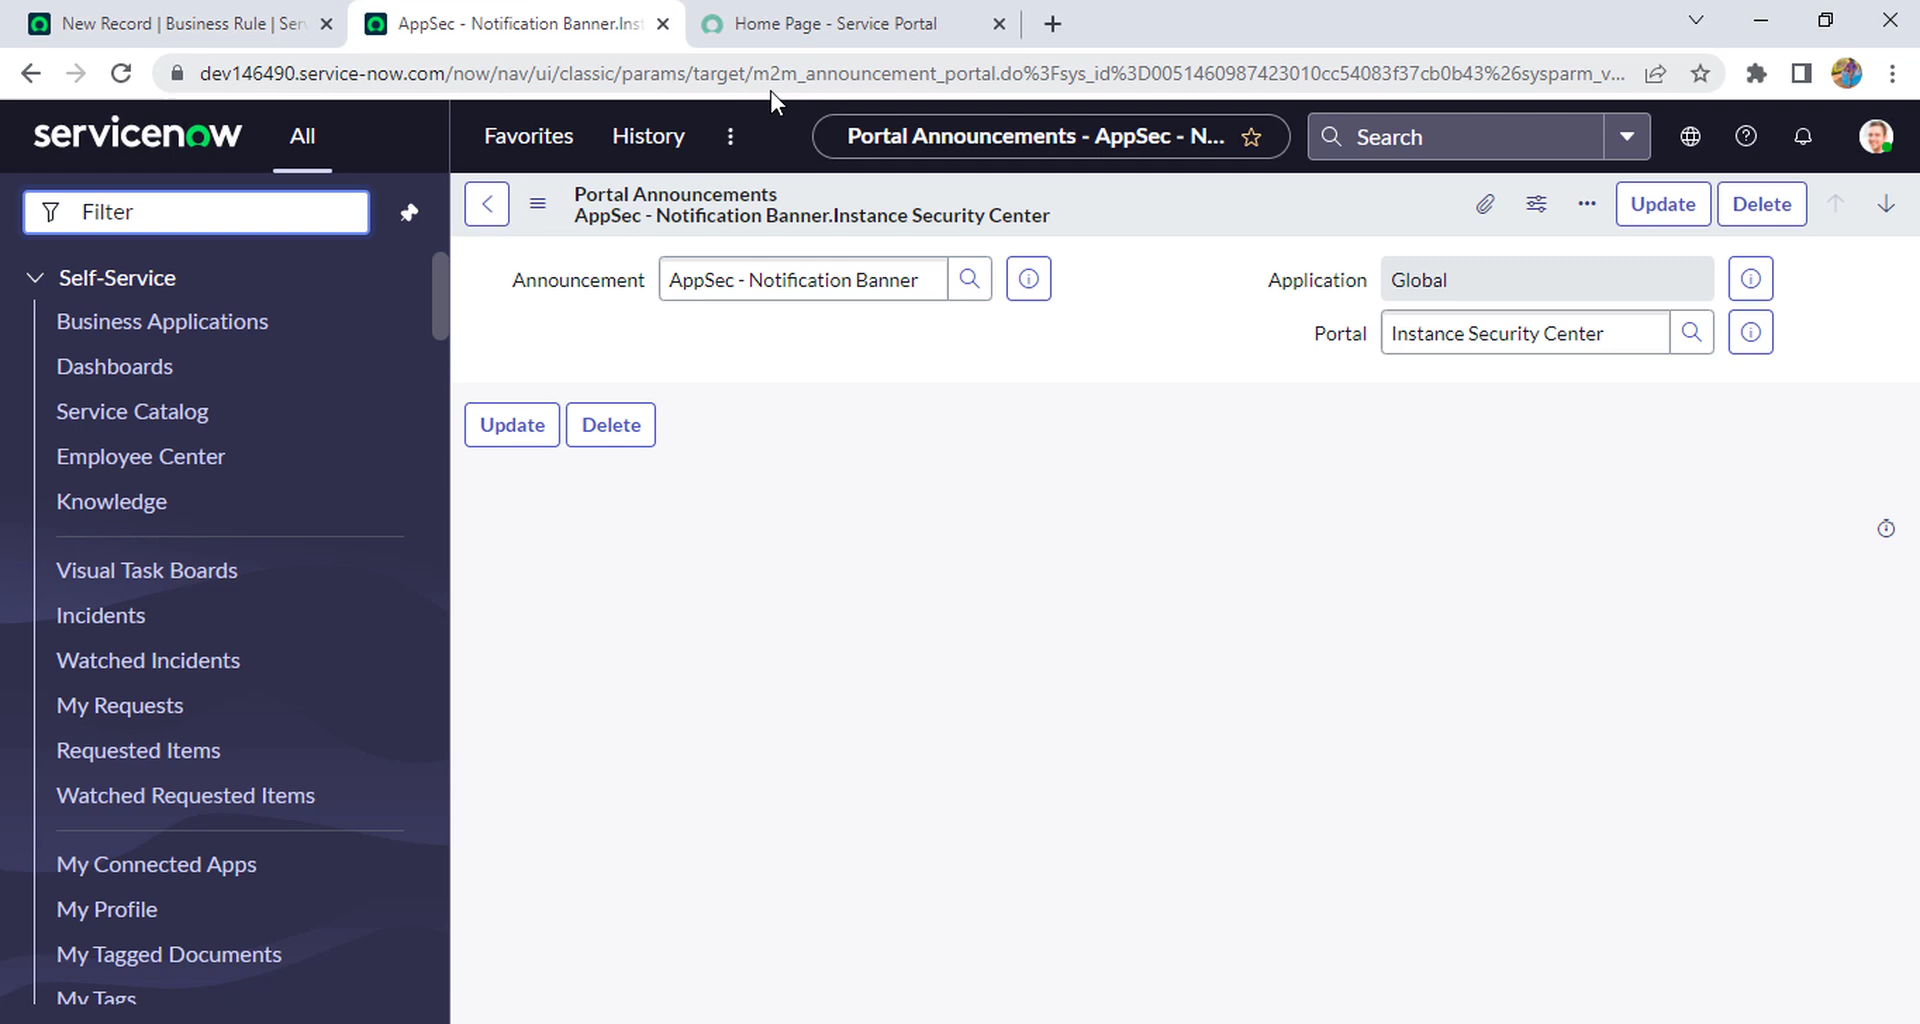 New Record | Business Rule | Ser
AppSec - Notification Banner.Inst
Home Page - Service Portal
dev146490.service-now.com/now/nav/ui/classic/params/target/m2m_announcement_portal.do%3Fsys_id%3D0051460987423010cc54083f37cb0b43%26sysparm_v...
servicenow
All
Favorites
History
Portal Announcements - AppSec - N...
Search
Filter
Portal Announcements
AppSec - Notification Banner.Instance Security Center
Update
Delete
Self-Service
Business Applications
Dashboards
Service Catalog
Employee Center
Knowledge
Visual Task Boards
Incidents
Watched Incidents
My Requests
Requested Items
Watched Requested Items
My Connected Apps
My Profile
My Tagged Documents
My Tags
Announcement
AppSec - Notification Banner
Application
Global
Portal
Instance Security Center
Update
Delete